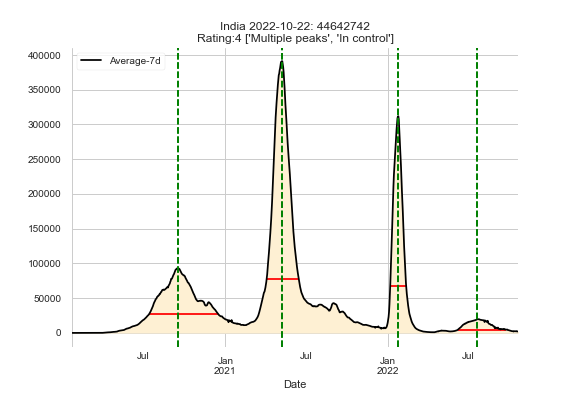 India 2022-10-22: 44642742
Rating:4 ['Multiple peaks', 'In control']
Average-7d
400000
350000
300000
250000
200000
150000
100000
50000
0
Jul
Jan
2021
Jul
Jan
2022
Jul
Date